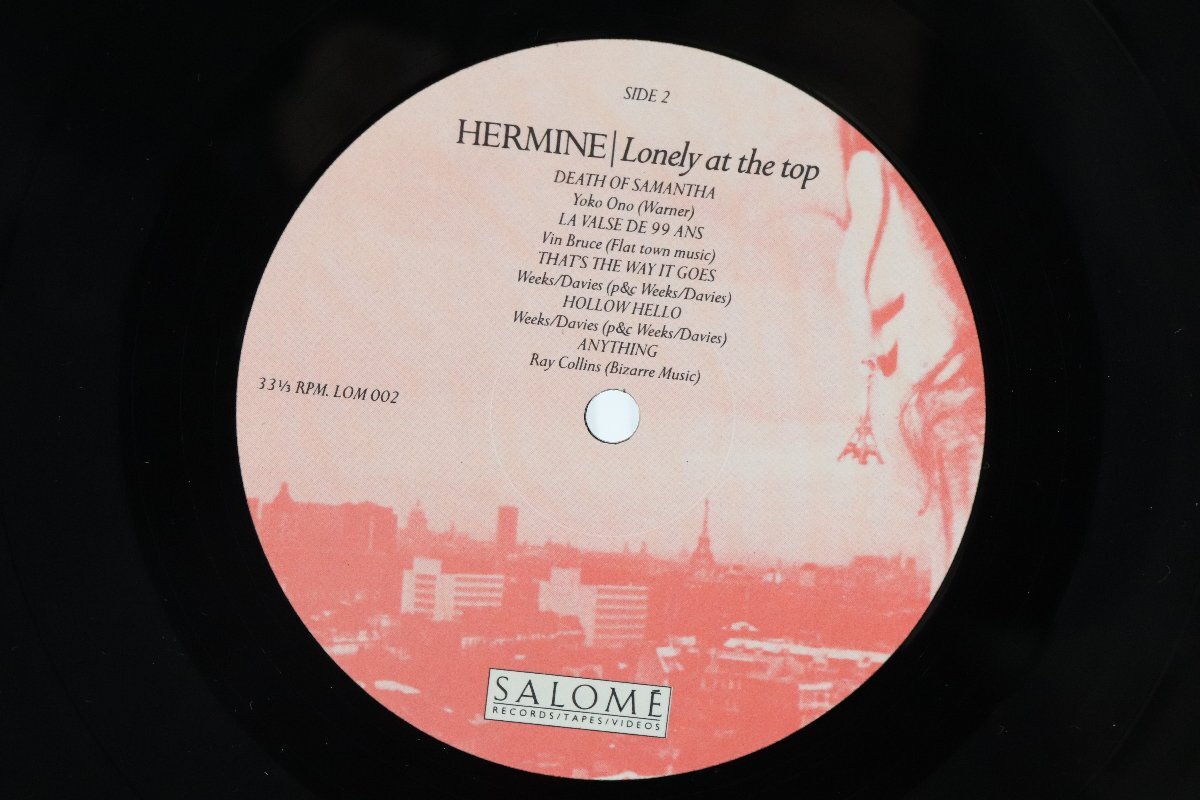 SIDE 2
HERMINE|Lonely at the top
DEATH OF SAMANTHA
Yoko Ono (Warner)
LA VALSE DE 99 ANS
Vin Bruce (Flat town music)
THAT'S THE WAY IT GOES
Weeks/Davies (p&c Weeks/Davies)
HOLLOW HELLO
Weeks/Davies (p&c Weeks/Davies)
ANYTHING
Ray Collins (Bizarre Music)
33⅓ RPM. LOM 002
SALOMÉ
RECORDS/TAPES/VIDEOS